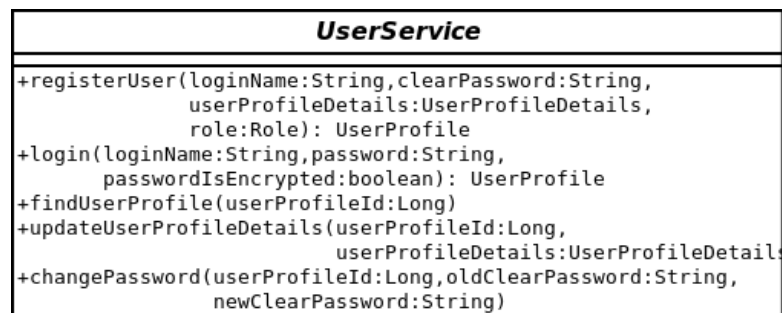 UserService
+registerUser(loginName:String,clearPassword:String,
userProfileDetails:UserProfileDetails,
role:Role): UserProfile
+login(loginName:String,password:String,
passwordIsEncrypted:boolean): UserProfile
+findUserProfile(userProfileId:Long)
+updateUserProfileDetails(userProfileId:Long,
userProfileDetails:UserProfileDetails
+changePassword(userProfileId:Long,oldClearPassword:String,
newClearPassword:String)